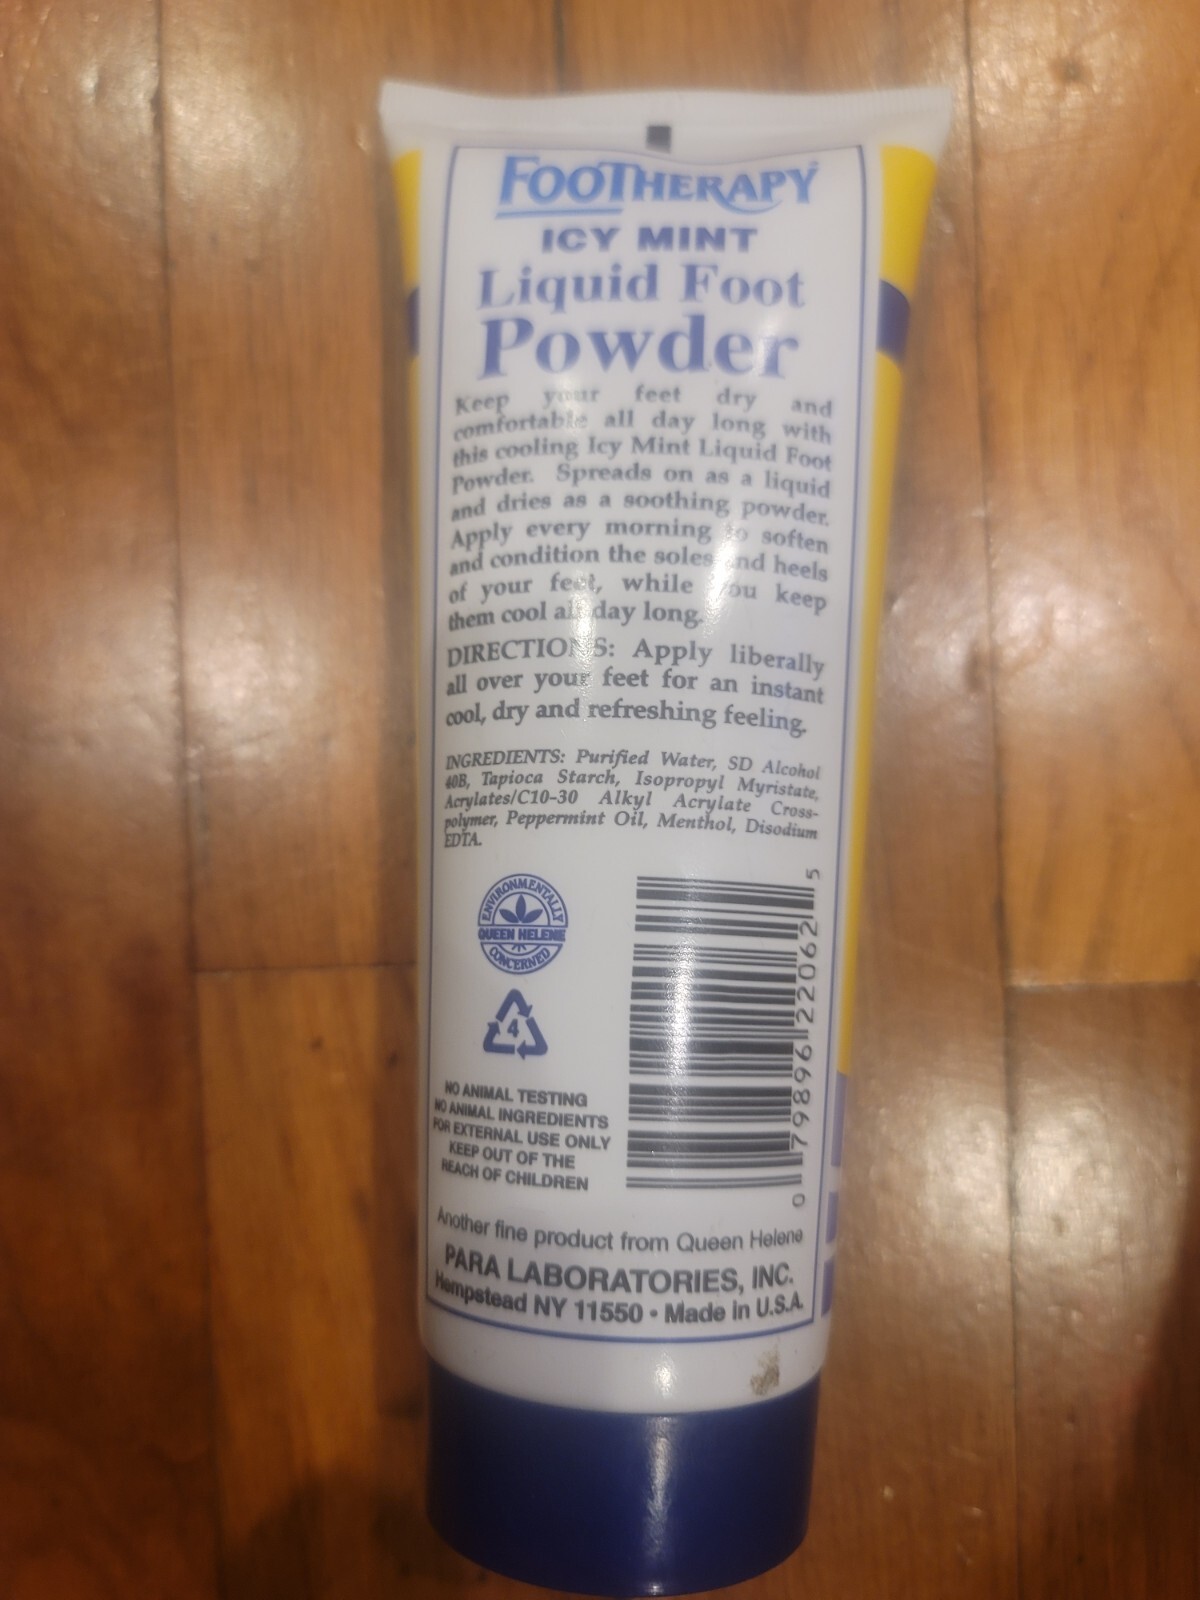 FOOTHERAPY®
ICY MINT
Liquid Foot
Powder
Keep your feet dry and
comfortable all day long with
this cooling Icy Mint Liquid Foot
Powder. Spreads on as a liquid
and dries as a soothing powder.
Apply every morning to soften
and condition the soles and heels
of your feet, while you keep
them cool all day long.
DIRECTIONS: Apply liberally
all over your feet for an instant
cool, dry and refreshing feeling.
INGREDIENTS: Purified Water, SD Alcohol
40B, Tapioca Starch, Isopropyl Myristate,
Acrylates/C10-30 Alkyl Acrylate Cross-
polymer, Peppermint Oil, Menthol, Disodium
EDTA.
ENVIRONMENTALLY
QUEEN HELENE
CONCERNED
4
0 79896 22062 5
NO ANIMAL TESTING
NO ANIMAL INGREDIENTS
FOR EXTERNAL USE ONLY
KEEP OUT OF THE
REACH OF CHILDREN
Another fine product from Queen Helene
PARA LABORATORIES, INC.
Hempstead NY 11550 • Made in U.S.A.